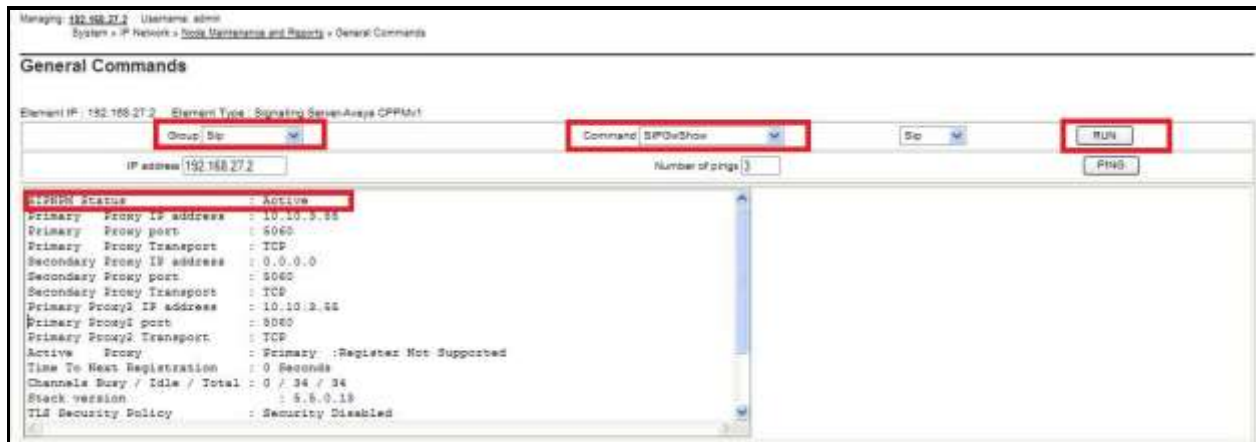 Managing: 192.168.27.2 Username: admin
System » IP Network » Node Maintenance and Reports » General Commands
General Commands
Element IP : 192.168.27.2 Element Type : Signaling Server-Avaya CPPMv1
Group Sip Command SIPGwShow Sip RUN
IP address 192.168.27.2 Number of pings 3 PING
SIPNPM Status : Active
Primary Proxy IP address : 10.10.3.55
Primary Proxy port : 5060
Primary Proxy Transport : TCP
Secondary Proxy IP address : 0.0.0.0
Secondary Proxy port : 5060
Secondary Proxy Transport : TCP
Primary Proxy2 IP address : 10.10.3.55
Primary Proxy2 port : 5060
Primary Proxy2 Transport : TCP
Active Proxy : Primary :Register Not Supported
Time To Next Registration : 0 Seconds
Channels Busy / Idle / Total : 0 / 34 / 34
Stack version : 5.5.0.13
TLS Security Policy : Security Disabled